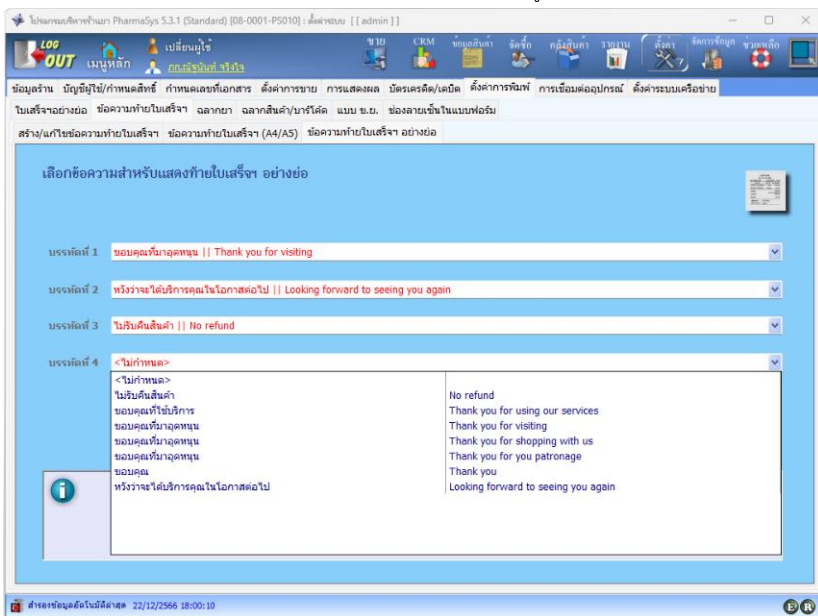 โปรแกรมบริหารร้านยา PharmaSys 5.3.1 (Standard) [08-0001-PS010] : ตั้งค่าระบบ [[ admin ]]
LOG OUT เมนูหลัก เปลี่ยนผู้ใช้ ขาย CRM ข้อมูลสินค้า จัดซื้อ คลังสินค้า รายงาน ตั้งค่า จัดการข้อมูล ช่วยเหลือ
ภก.ณัฐนันท์ จริงใจ
ข้อมูลร้าน บัญชีผู้ใช้/กำหนดสิทธิ์ กำหนดเลขที่เอกสาร ตั้งค่าการขาย การแสดงผล บัตรเครดิต/เดบิต ตั้งค่าการพิมพ์ การเชื่อมต่ออุปกรณ์ ตั้งค่าระบบเครือข่าย
ใบเสร็จฯอย่างย่อ ข้อความท้ายใบเสร็จฯ ฉลากยา ฉลากสินค้า/บาร์โค้ด แบบ ข.ย. ช่องลายเซ็นในแบบฟอร์ม
สร้าง/แก้ไขข้อความท้ายใบเสร็จฯ ข้อความท้ายใบเสร็จฯ (A4/A5) ข้อความท้ายใบเสร็จฯ อย่างย่อ
เลือกข้อความสำหรับแสดงท้ายใบเสร็จฯ อย่างย่อ
บรรทัดที่ 1 ขอบคุณที่มาอุดหนุน || Thank you for visiting
บรรทัดที่ 2 หวังว่าจะได้บริการคุณในโอกาสต่อไป || Looking forward to seeing you again
บรรทัดที่ 3 ไม่รับคืนสินค้า || No refund
บรรทัดที่ 4 <ไม่กำหนด>
<ไม่กำหนด>
ไม่รับคืนสินค้า No refund
ขอบคุณที่ใช้บริการ Thank you for using our services
ขอบคุณที่มาอุดหนุน Thank you for visiting
ขอบคุณที่มาอุดหนุน Thank you for shopping with us
ขอบคุณที่มาอุดหนุน Thank you for you patronage
ขอบคุณ Thank you
หวังว่าจะได้บริการคุณในโอกาสต่อไป Looking forward to seeing you again
สำรองข้อมูลอัตโนมัติล่าสุด 22/12/2566 18:00:10 E R